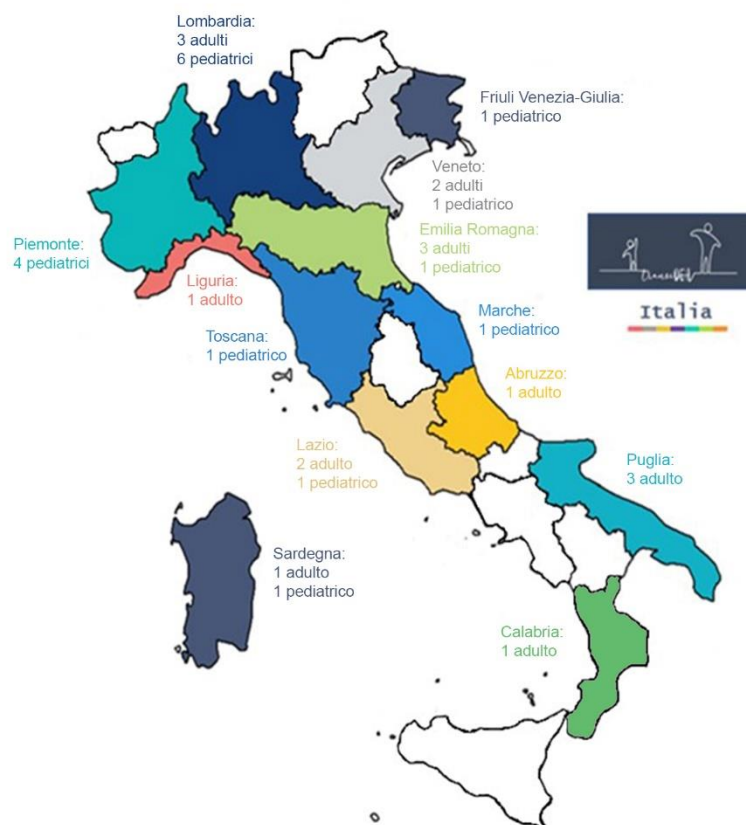 Lombardia:
3 adulti
6 pediatrici
Friuli Venezia-Giulia:
1 pediatrico
Veneto:
2 adulti
1 pediatrico
Emilia Romagna:
3 adulti
1 pediatrico
Piemonte:
4 pediatrici
Liguria:
1 adulto
Italia
Marche:
1 pediatrico
Toscana:
1 pediatrico
Abruzzo:
1 adulto
Lazio:
2 adulto
1 pediatrico
Puglia:
3 adulto
Sardegna:
1 adulto
1 pediatrico
Calabria:
1 adulto